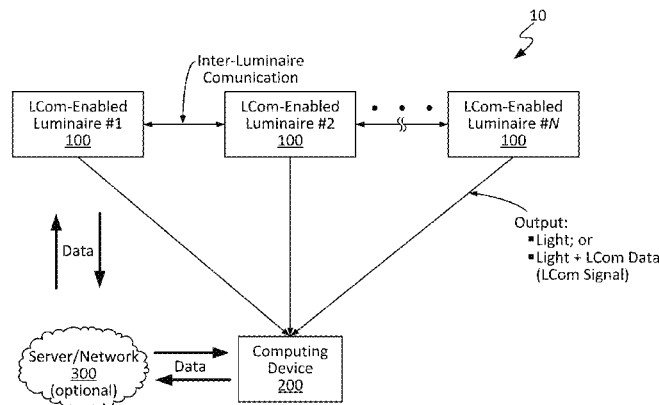 10
Inter-Luminaire
Comunication
LCom-Enabled
Luminaire #1
100
LCom-Enabled
Luminaire #2
100
• • •
LCom-Enabled
Luminaire #N
100
Output:
▪Light; or
▪Light + LCom Data
(LCom Signal)
Data
Server/Network
300
(optional)
Data
Computing
Device
200